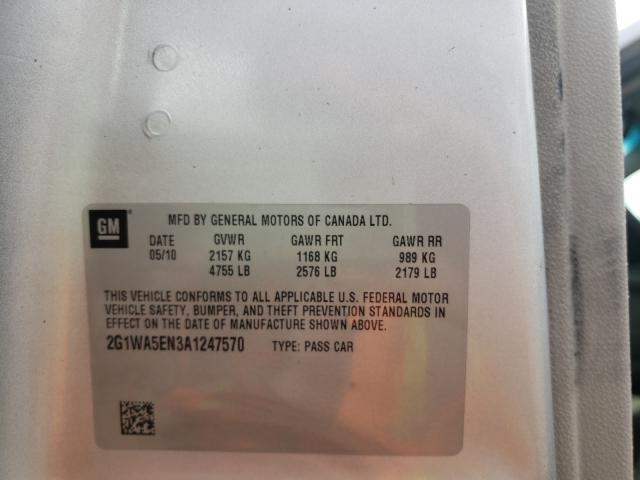 GM
MFD BY GENERAL MOTORS OF CANADA LTD.
DATE GVWR GAWR FRT GAWR RR
05/10 2157 KG 1168 KG 989 KG
4755 LB 2576 LB 2179 LB
THIS VEHICLE CONFORMS TO ALL APPLICABLE U.S. FEDERAL MOTOR
VEHICLE SAFETY, BUMPER, AND THEFT PREVENTION STANDARDS IN
EFFECT ON THE DATE OF MANUFACTURE SHOWN ABOVE.
2G1WA5EN3A1247570 TYPE: PASS CAR